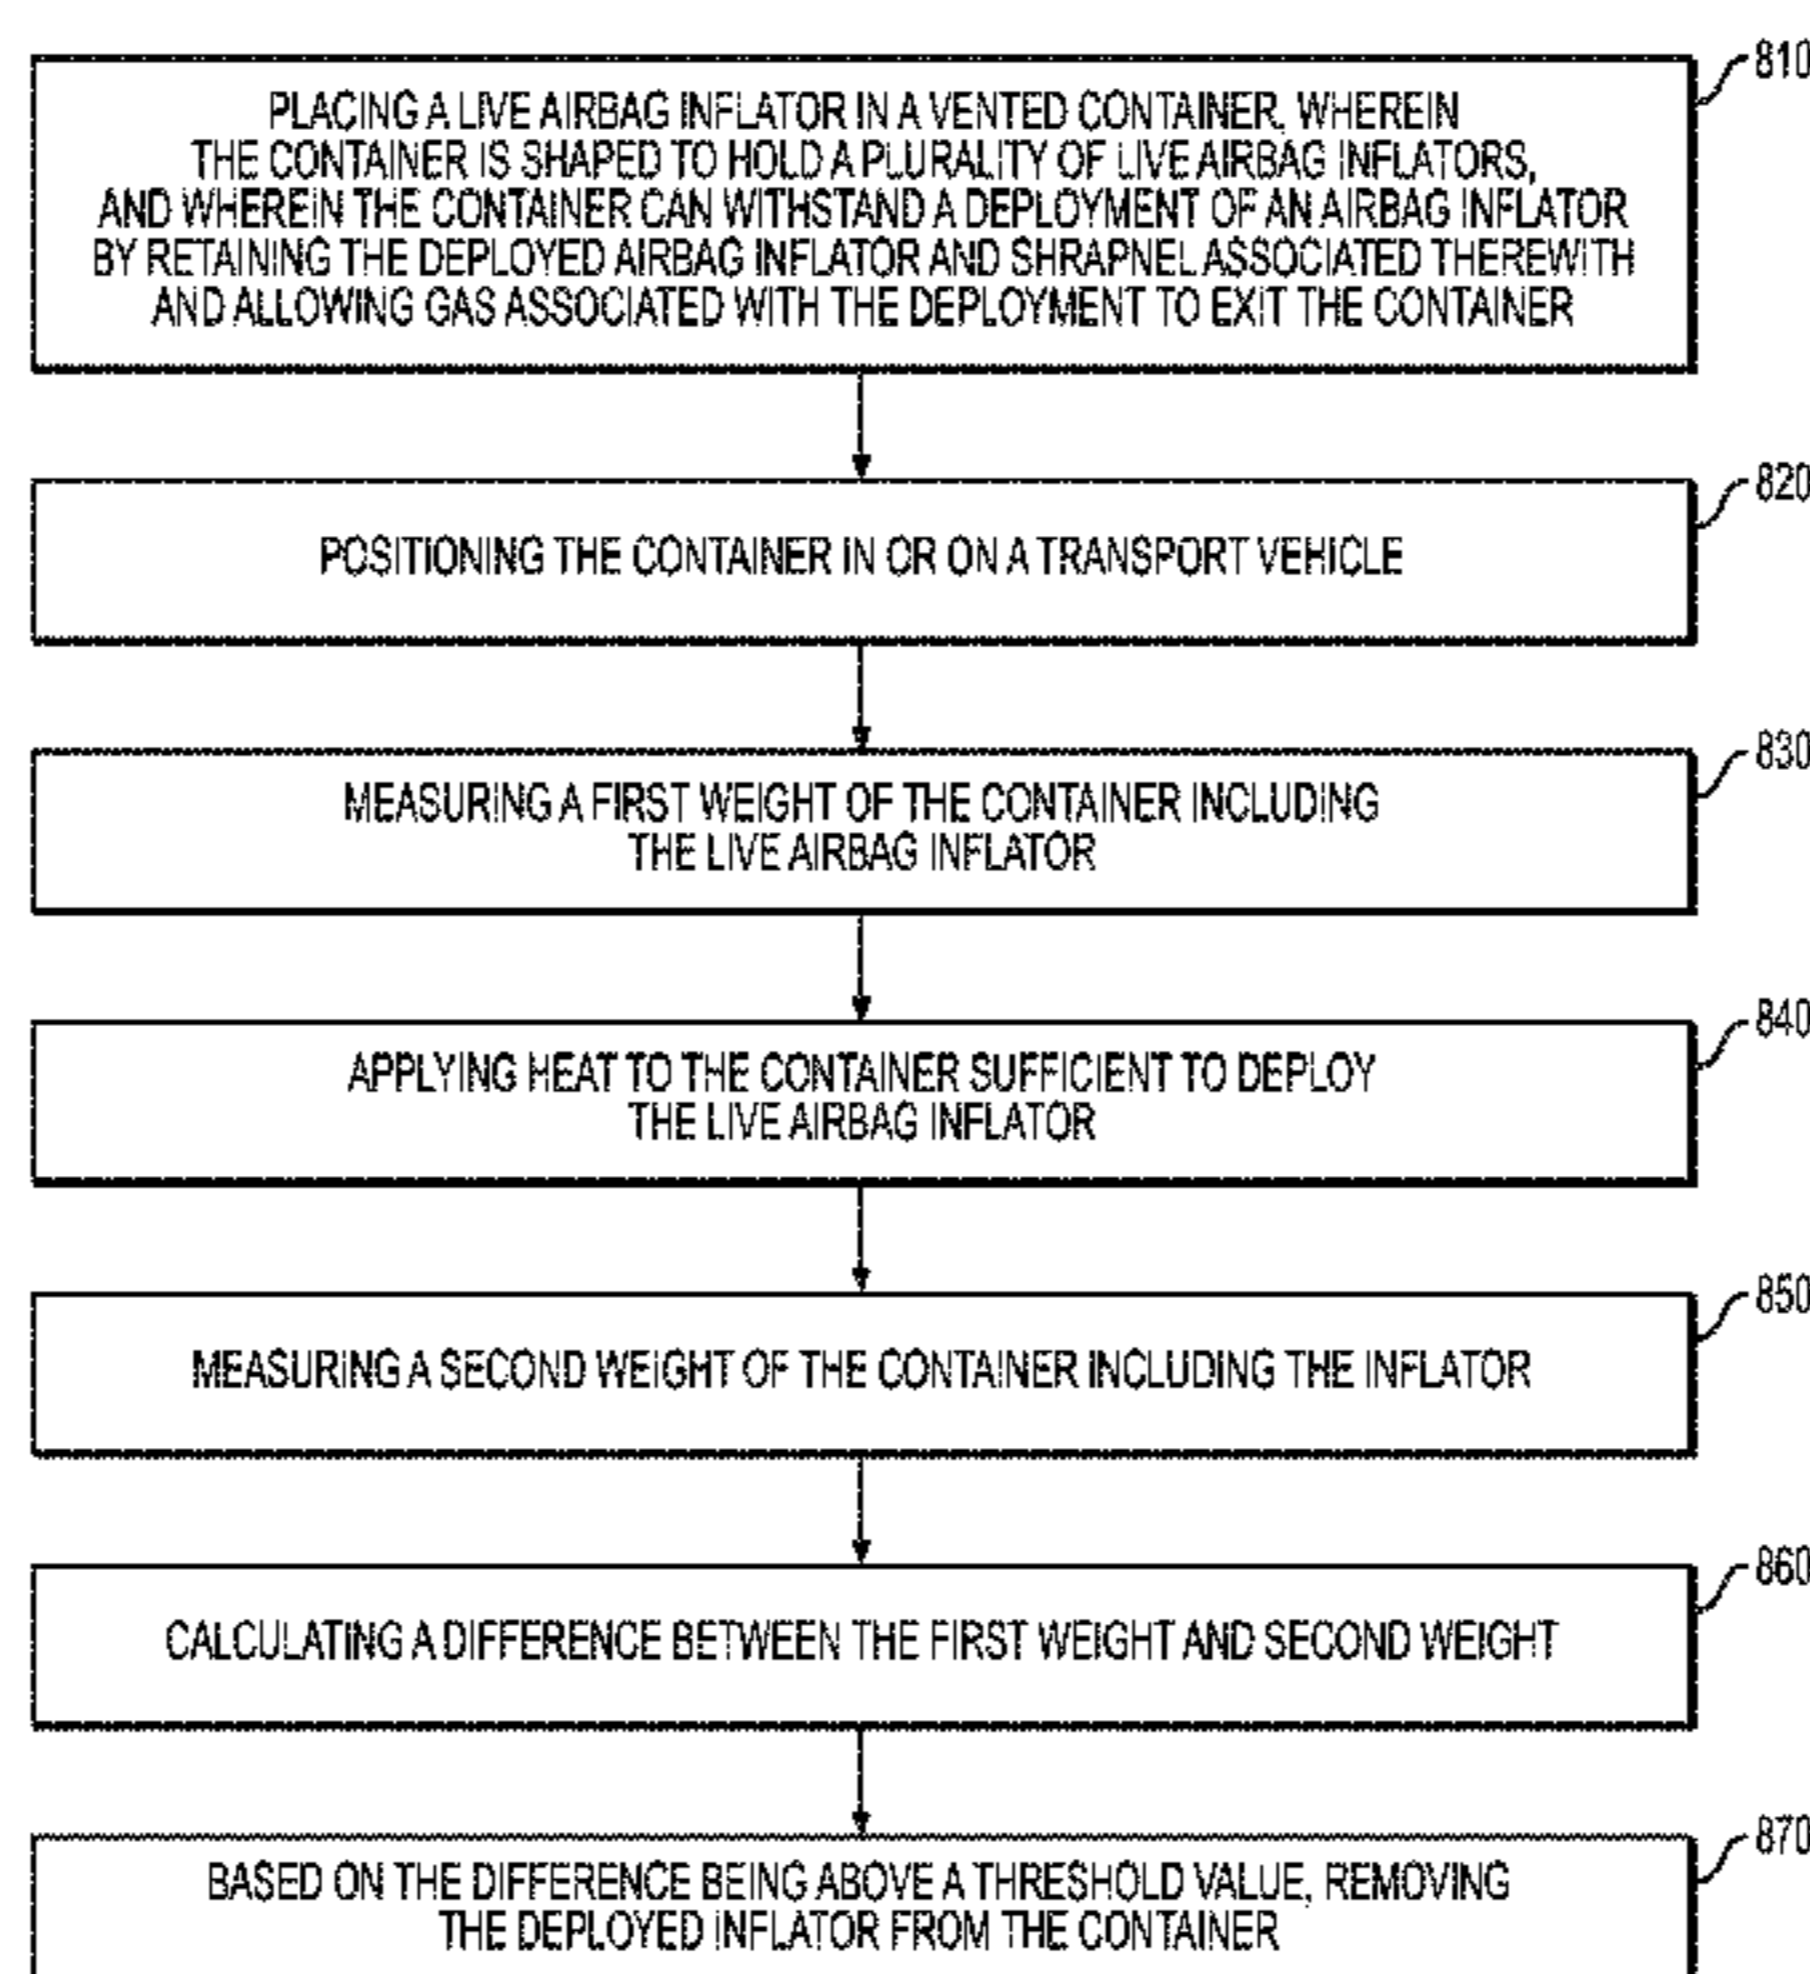 810
PLACING A LIVE AIRBAG INFLATOR IN A VENTED CONTAINER, WHEREIN
THE CONTAINER IS SHAPED TO HOLD A PLURALITY OF LIVE AIRBAG INFLATORS,
AND WHEREIN THE CONTAINER CAN WITHSTAND A DEPLOYMENT OF AN AIRBAG INFLATOR
BY RETAINING THE DEPLOYED AIRBAG INFLATOR AND SHRAPNEL ASSOCIATED THEREWITH
AND ALLOWING GAS ASSOCIATED WITH THE DEPLOYMENT TO EXIT THE CONTAINER
820
POSITIONING THE CONTAINER IN OR ON A TRANSPORT VEHICLE
830
MEASURING A FIRST WEIGHT OF THE CONTAINER INCLUDING
THE LIVE AIRBAG INFLATOR
840
APPLYING HEAT TO THE CONTAINER SUFFICIENT TO DEPLOY
THE LIVE AIRBAG INFLATOR
850
MEASURING A SECOND WEIGHT OF THE CONTAINER INCLUDING THE INFLATOR
860
CALCULATING A DIFFERENCE BETWEEN THE FIRST WEIGHT AND SECOND WEIGHT
870
BASED ON THE DIFFERENCE BEING ABOVE A THRESHOLD VALUE, REMOVING
THE DEPLOYED INFLATOR FROM THE CONTAINER